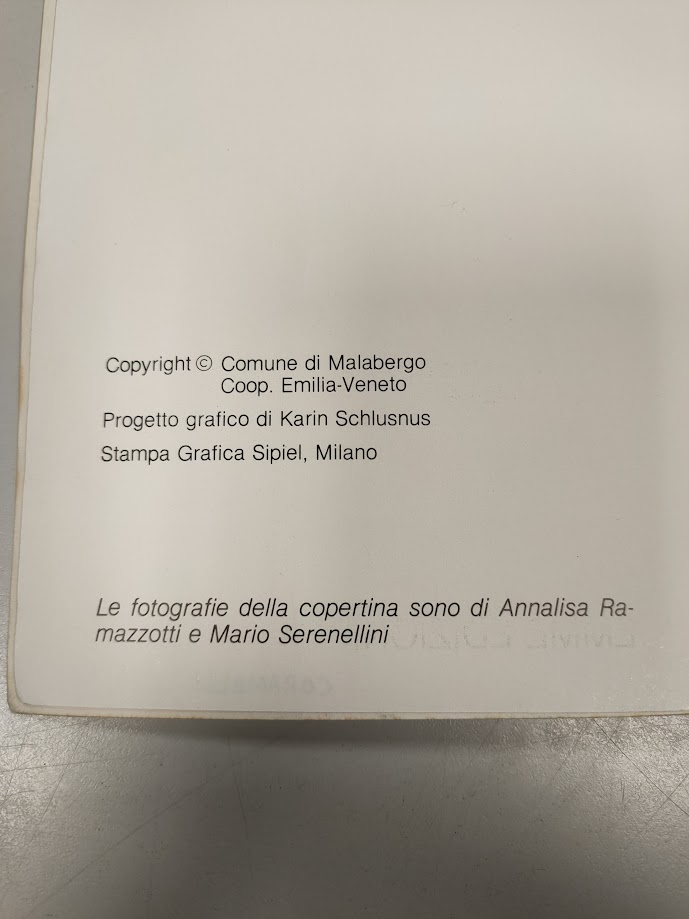 Copyright © Comune di Malabergo
Coop. Emilia-Veneto
Progetto grafico di Karin Schlusnus
Stampa Grafica Sipiel, Milano
Le fotografie della copertina sono di Annalisa Ra-
mazzotti e Mario Serenellini